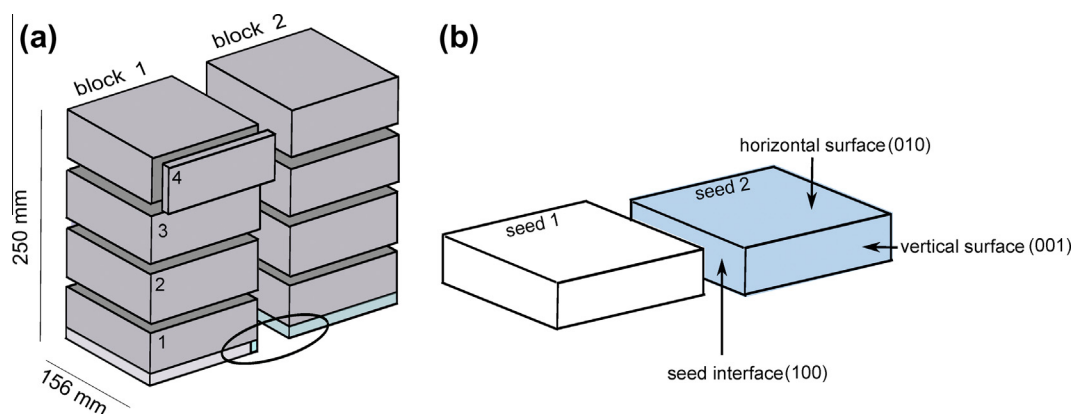 (a)
block 1
block 2
250 mm
156 mm
4
3
2
1
(b)
seed 1
seed 2
horizontal surface (010)
vertical surface (001)
seed interface (100)